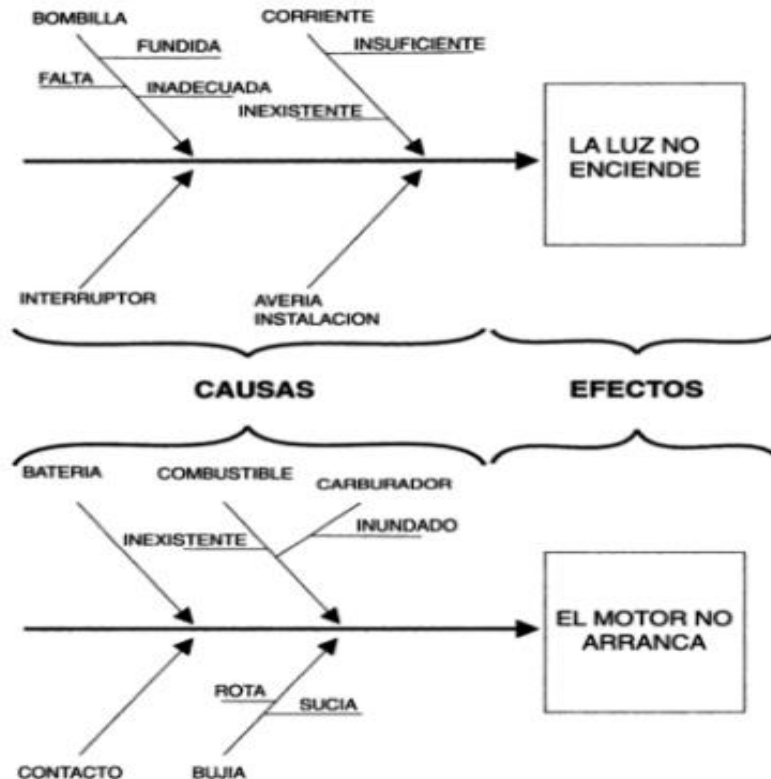 BOMBILLA
CORRIENTE
FUNDIDA
INSUFICIENTE
FALTA
INADECUADA
INEXISTENTE
LA LUZ NO
ENCIENDE
INTERRUPTOR
AVERIA
INSTALACION
CAUSAS
EFECTOS
BATERIA
COMBUSTIBLE
CARBURADOR
INEXISTENTE
INUNDADO
EL MOTOR NO
ARRANCA
ROTA
SUCIA
CONTACTO
BUJIA